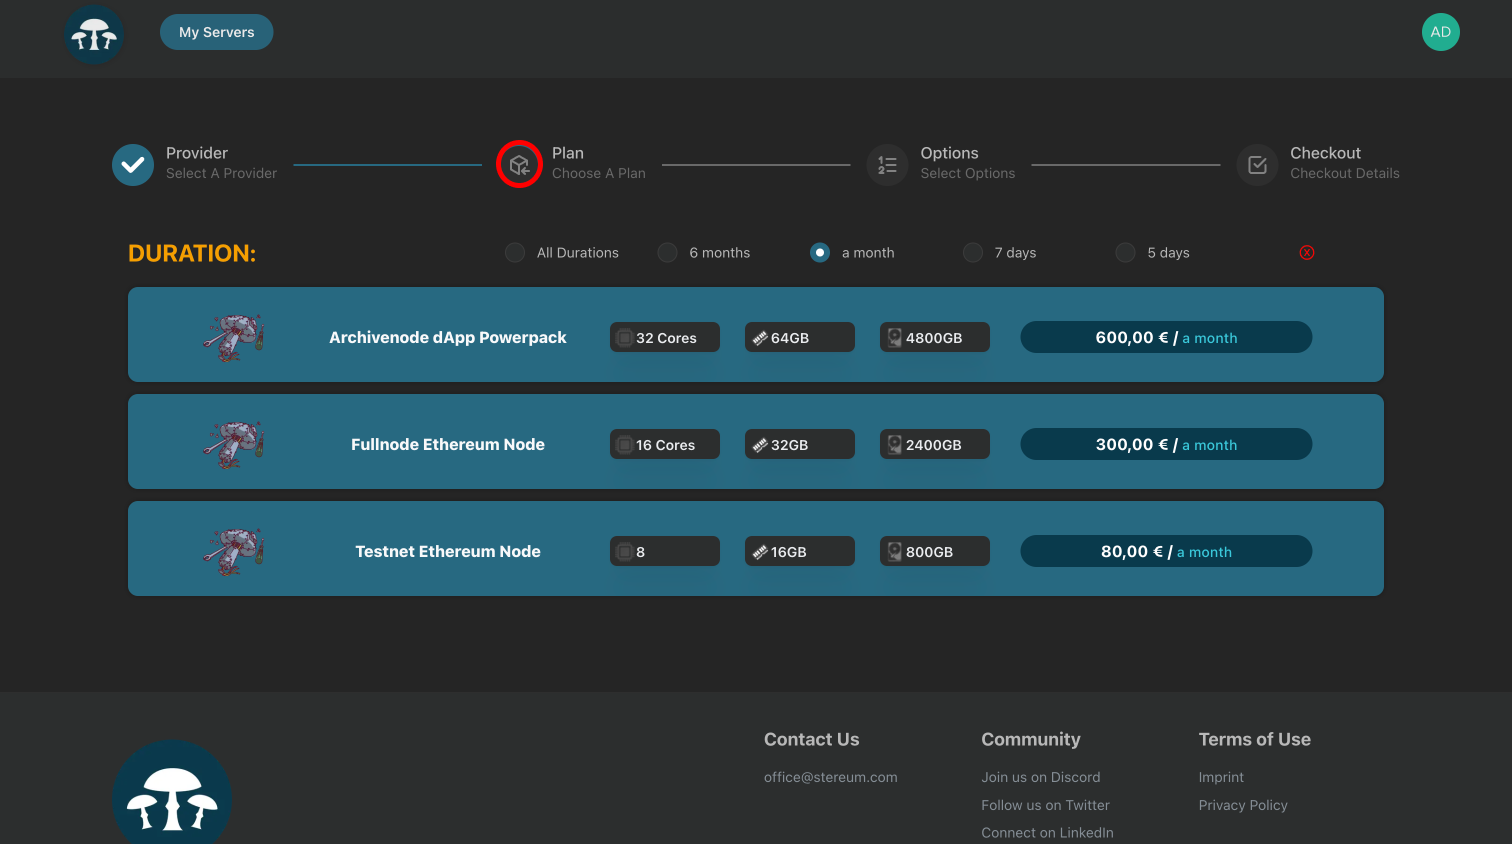 My Servers
AD
Provider
Select A Provider
Plan
Choose A Plan
Options
Select Options
Checkout
Checkout Details
DURATION:
All Durations
6 months
a month
7 days
5 days
Archivenode dApp Powerpack
32 Cores
64GB
4800GB
600,00 € / a month
Fullnode Ethereum Node
16 Cores
32GB
2400GB
300,00 € / a month
Testnet Ethereum Node
8
16GB
800GB
80,00 € / a month
Contact Us
office@stereum.com
Community
Join us on Discord
Follow us on Twitter
Connect on LinkedIn
Terms of Use
Imprint
Privacy Policy